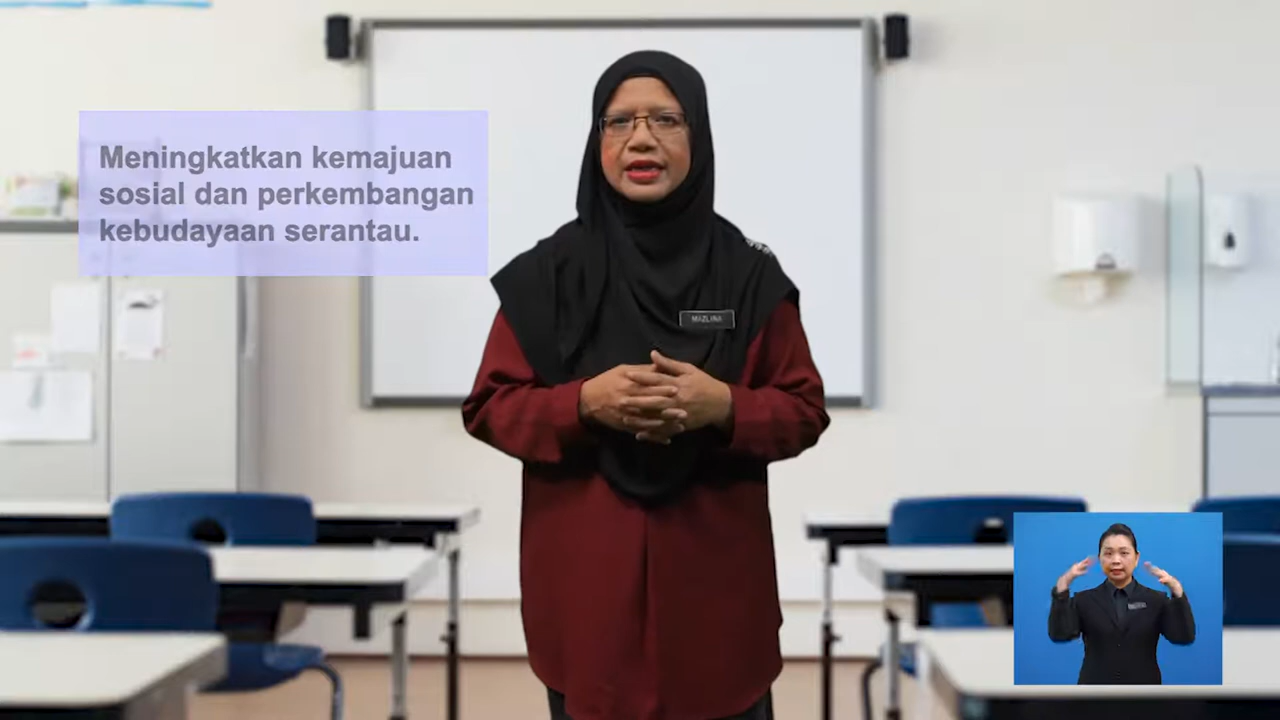 Meningkatkan kemajuan
sosial dan perkembangan
kebudayaan serantau.
MAZLINA